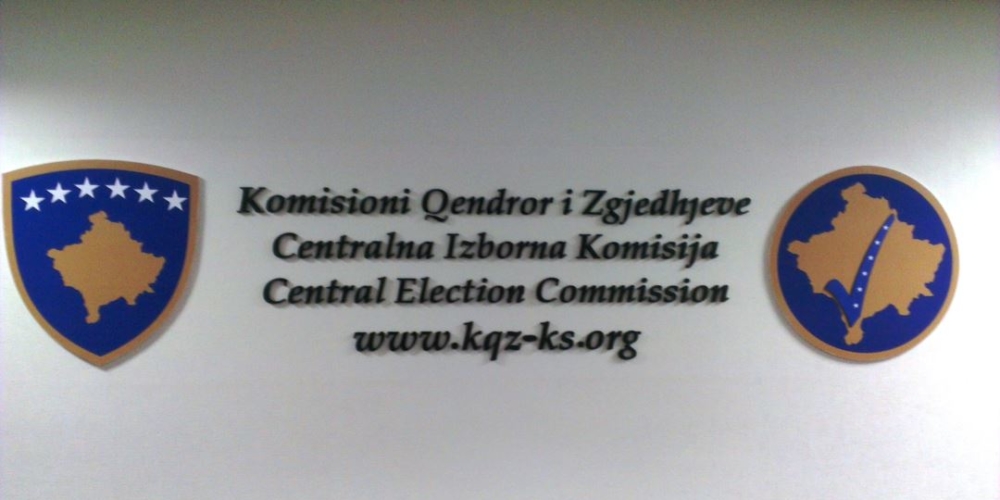 Komisioni Qendror i Zgjedhjeve
Centralna Izborna Komisija
Central Election Commission
www.kqz-ks.org